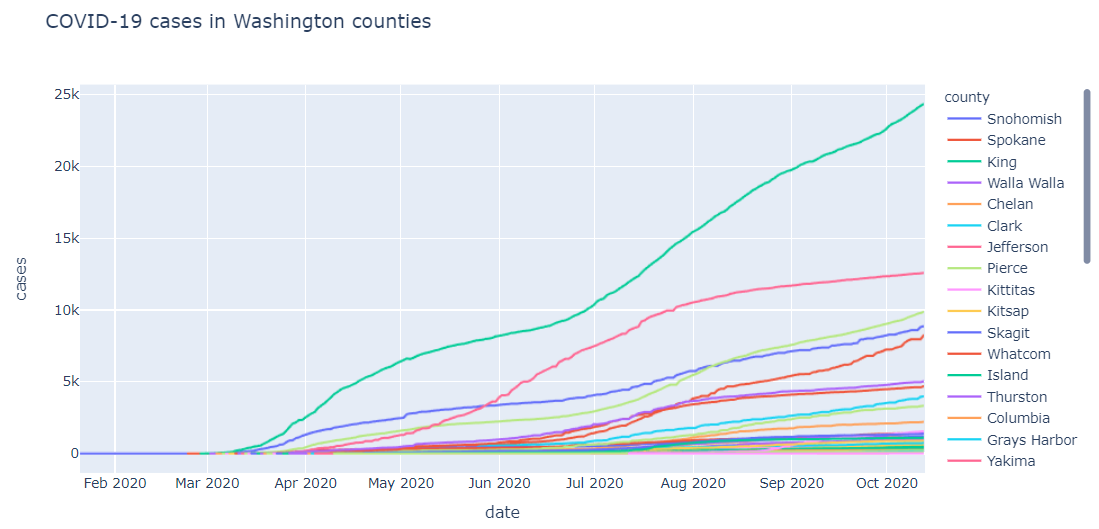 COVID-19 cases in Washington counties
25k
20k
15k
10k
5k
0
cases
Feb 2020
Mar 2020
Apr 2020
May 2020
Jun 2020
Jul 2020
Aug 2020
Sep 2020
Oct 2020
date
county
Snohomish
Spokane
King
Walla Walla
Chelan
Clark
Jefferson
Pierce
Kittitas
Kitsap
Skagit
Whatcom
Island
Thurston
Columbia
Grays Harbor
Yakima